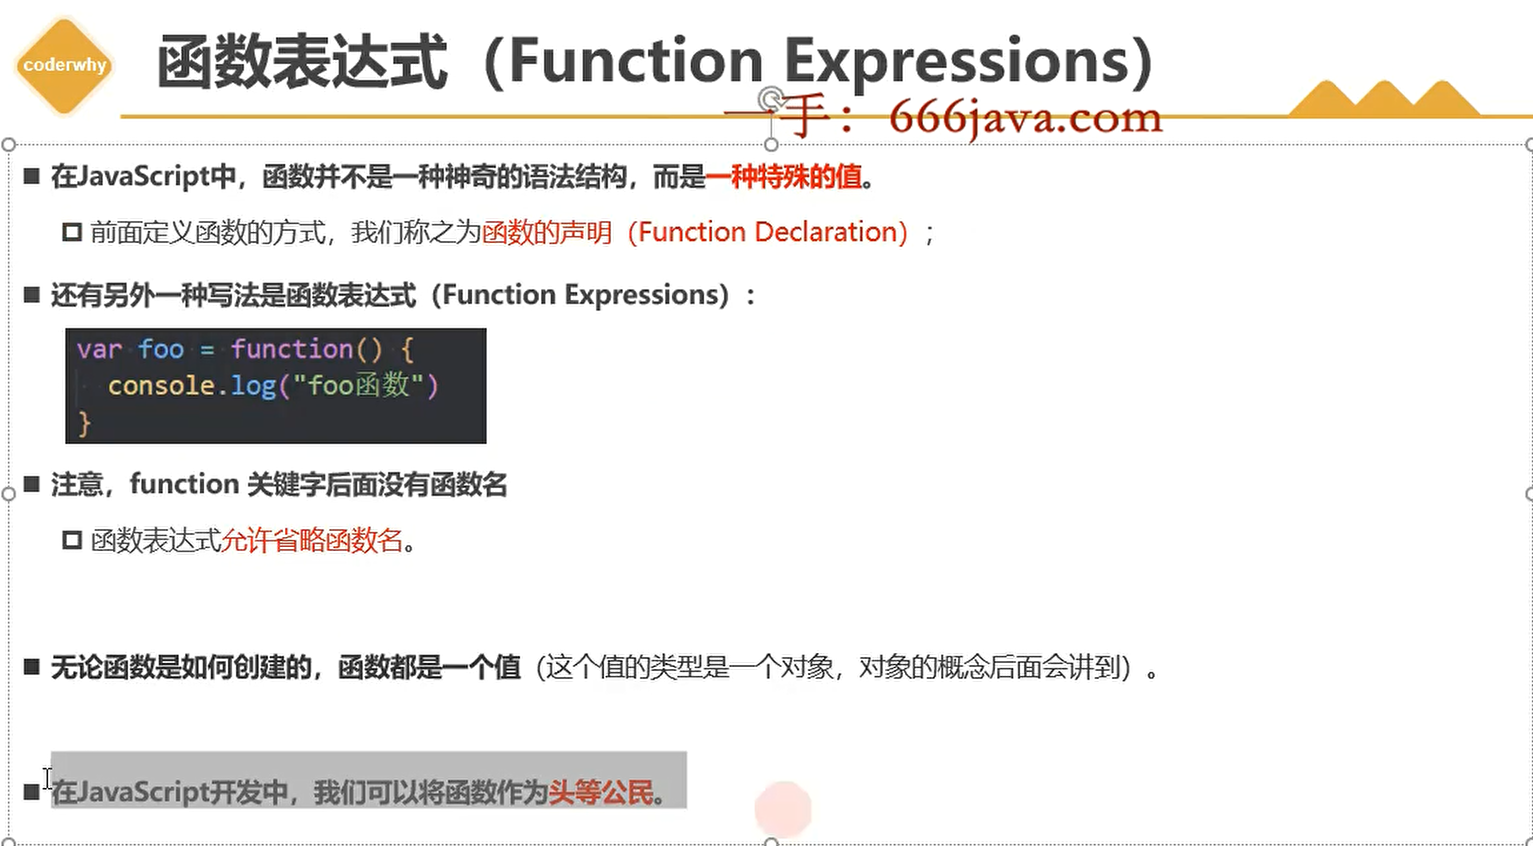 coderwhy
函数表达式（Function Expressions）
一手：666java.com
在JavaScript中，函数并不是一种神奇的语法结构，而是一种特殊的值。
前面定义函数的方式，我们称之为函数的声明（Function Declaration）；
还有另外一种写法是函数表达式（Function Expressions）：
var foo = function() {
console.log("foo函数")
}
注意，function 关键字后面没有函数名
函数表达式允许省略函数名。
无论函数是如何创建的，函数都是一个值（这个值的类型是一个对象，对象的概念后面会讲到）。
在JavaScript开发中，我们可以将函数作为头等公民。